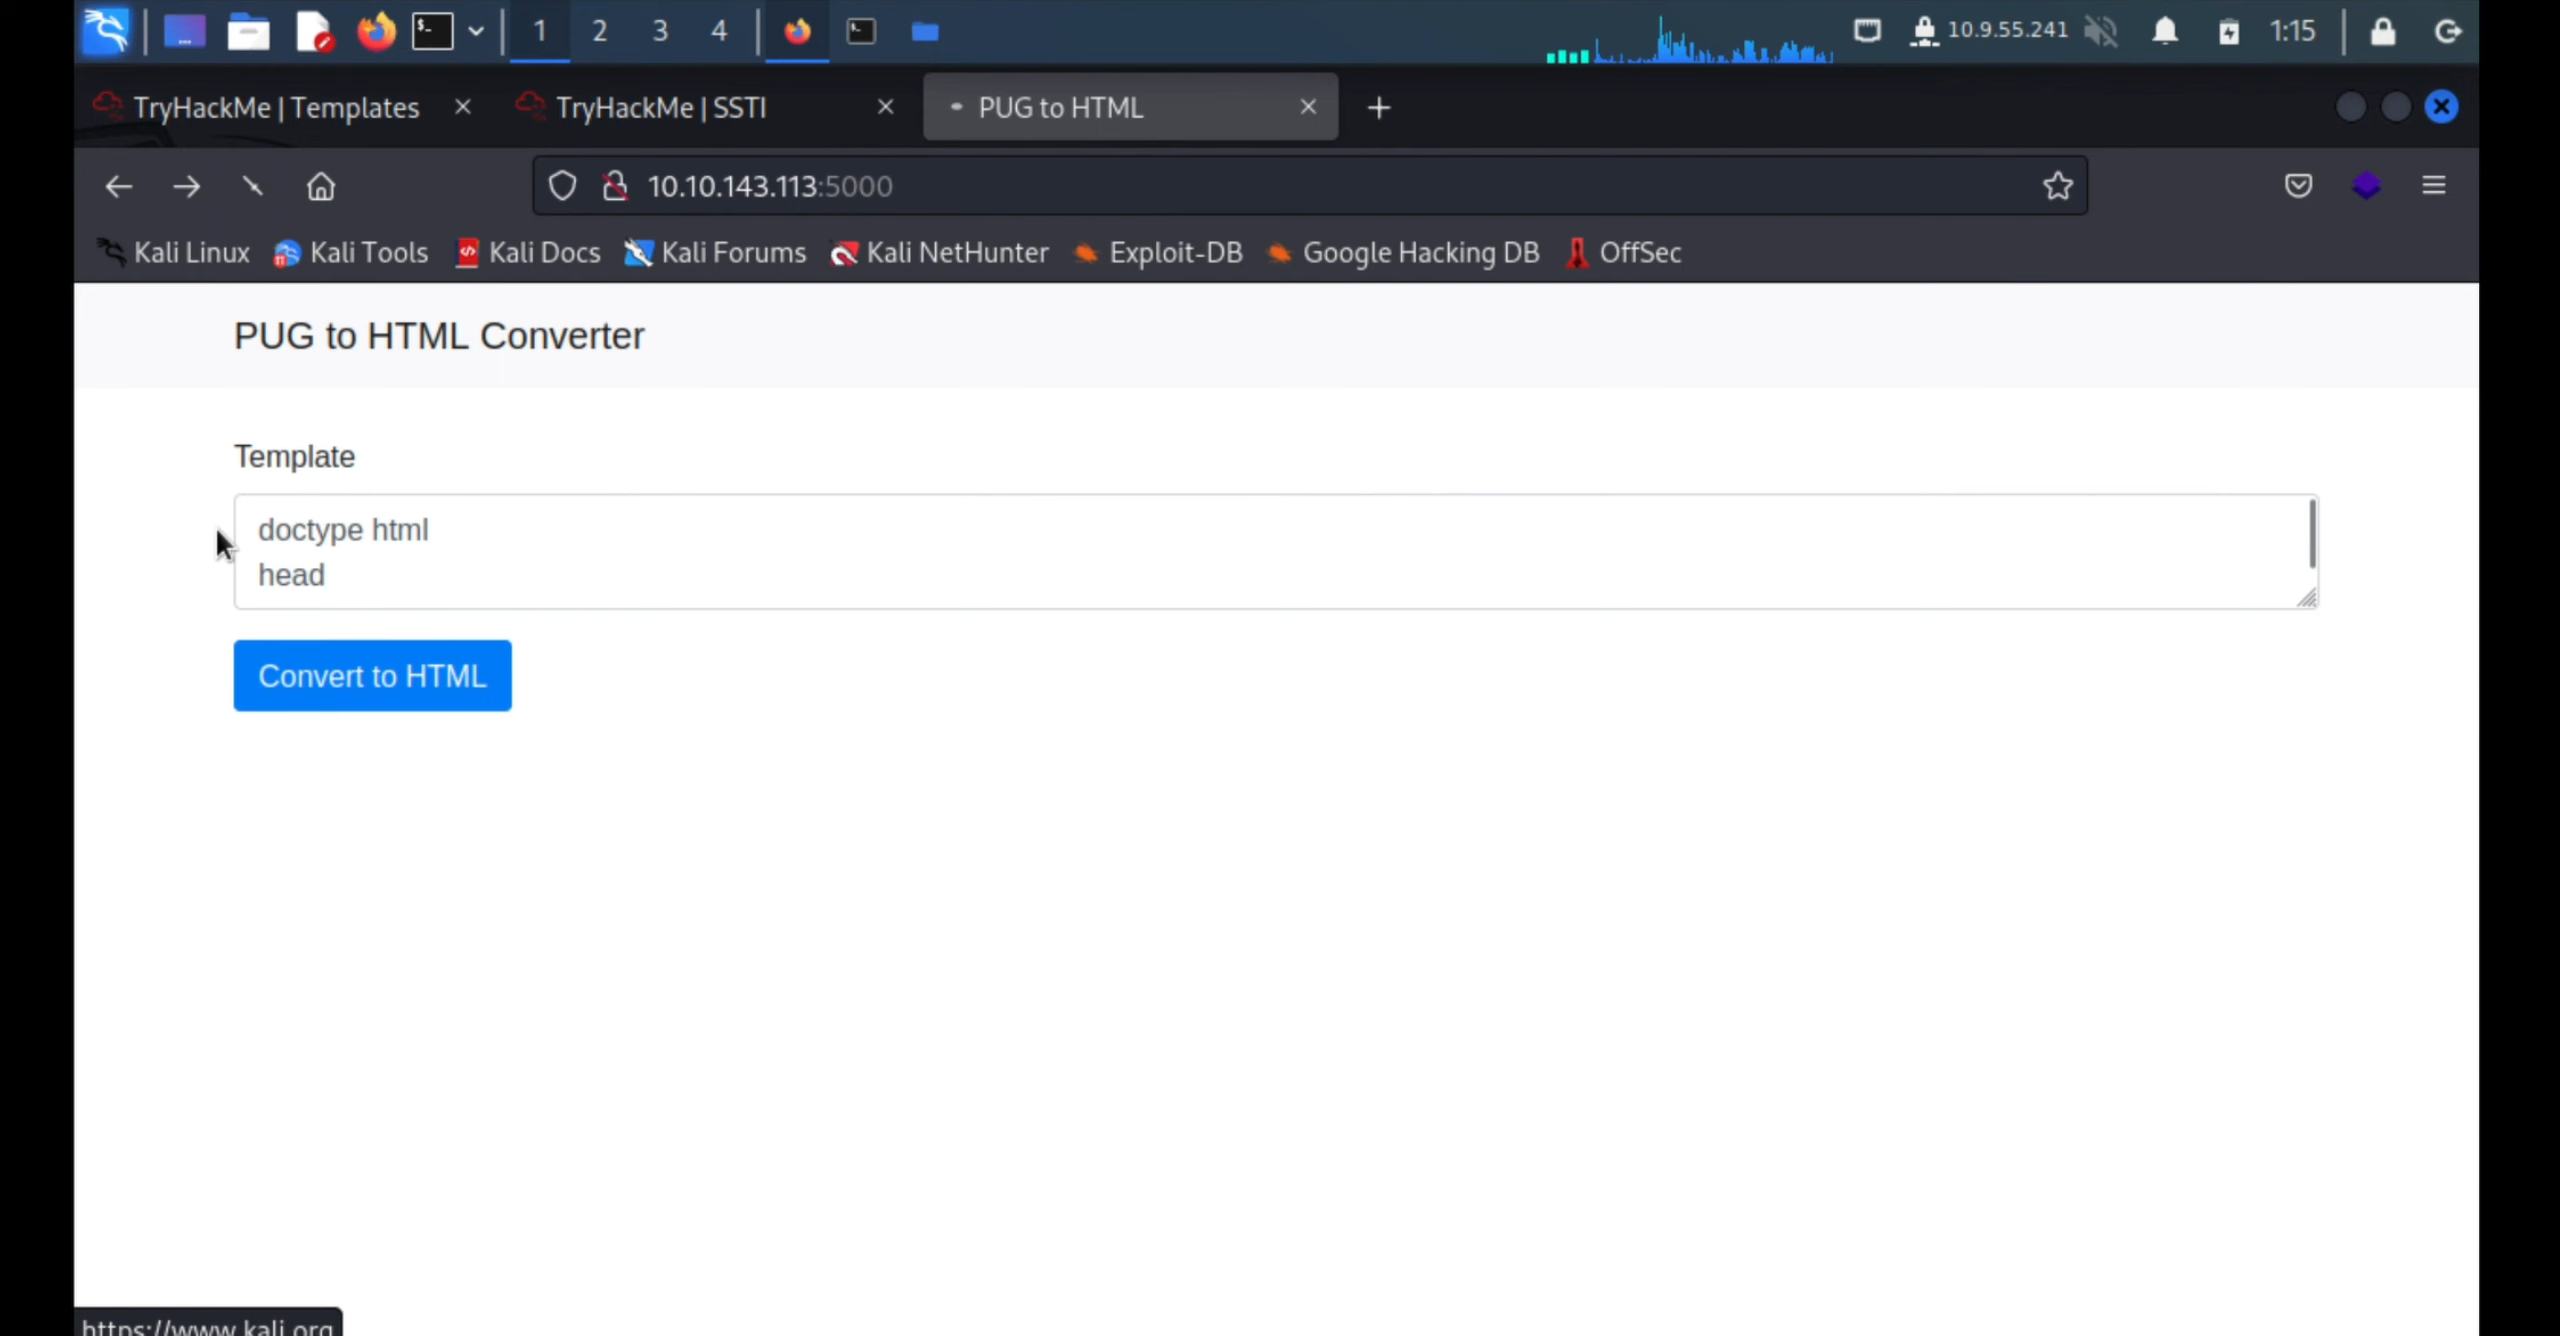 1 2 3 4 10.9.55.241 1:15
TryHackMe | Templates TryHackMe | SSTI PUG to HTML
10.10.143.113:5000
Kali Linux Kali Tools Kali Docs Kali Forums Kali NetHunter Exploit-DB Google Hacking DB OffSec
PUG to HTML Converter
Template
doctype html
head
Convert to HTML
https://www.kali.org